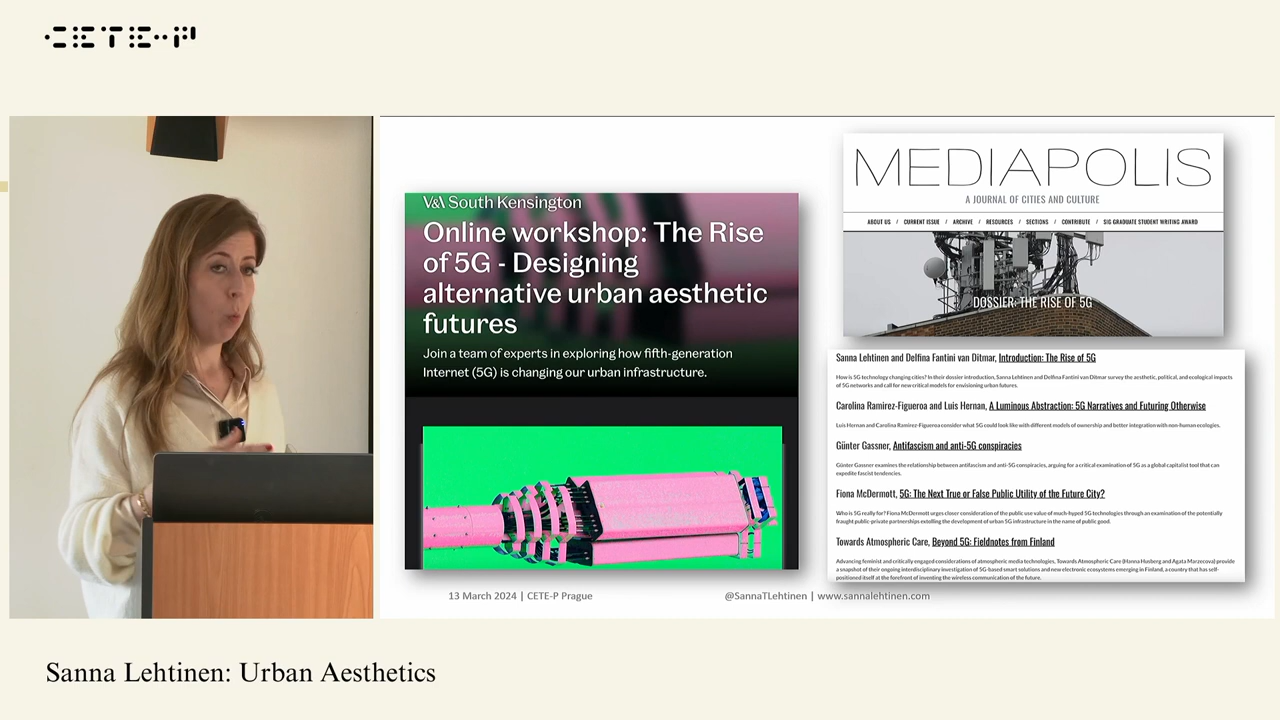 CETE-P
V&A South Kensington
Online workshop: The Rise
of 5G - Designing
alternative urban aesthetic
futures
Join a team of experts in exploring how fifth-generation
Internet (5G) is changing our urban infrastructure.
MEDIAPOLIS
A JOURNAL OF CITIES AND CULTURE
ABOUT US / CURRENT ISSUE / ARCHIVE / RESOURCES / SECTIONS / CONTRIBUTE / SIG GRADUATE STUDENT WRITING AWARD
DOSSIER: THE RISE OF 5G
Sanna Lehtinen and Delfina Fantini van Ditmar, Introduction: The Rise of 5G
How is 5G technology changing cities? In their dossier introduction, Sanna Lehtinen and Delfina Fantini van Ditmar survey the aesthetic, political, and ecological impacts
of 5G networks and call for new critical models for envisioning urban futures.
Carolina Ramirez-Figueroa and Luis Hernan, A Luminous Abstraction: 5G Narratives and Futuring Otherwise
Luis Hernan and Carolina Ramirez-Figueroa consider what 5G could look like with different models of ownership and better integration with non-human ecologies.
Günter Gassner, Antifascism and anti-5G conspiracies
Günter Gassner examines the relationship between antifascism and anti-5G conspiracies, arguing for a critical examination of 5G as a global capitalist tool that can
expedite fascist tendencies.
Fiona McDermott, 5G: The Next True or False Public Utility of the Future City?
Who is 5G really for? Fiona McDermott urges closer consideration of the public use value of much-hyped 5G technologies through an examination of the potentially
fraught public-private partnerships extolling the development of urban 5G infrastructure in the name of public good.
Towards Atmospheric Care, Beyond 5G: Fieldnotes from Finland
Advancing feminist and critically engaged considerations of atmospheric media technologies, Towards Atmospheric Care (Hanna Husberg and Agata Marzecova) provide
a snapshot of their ongoing interdisciplinary investigation of 5G-based smart solutions and new electronic ecosystems emerging in Finland, a country that has self-
positioned itself at the forefront of inventing the wireless communication of the future.
13 March 2024 | CETE-P Prague
@SannaTLehtinen | www.sannalehtinen.com
Sanna Lehtinen: Urban Aesthetics